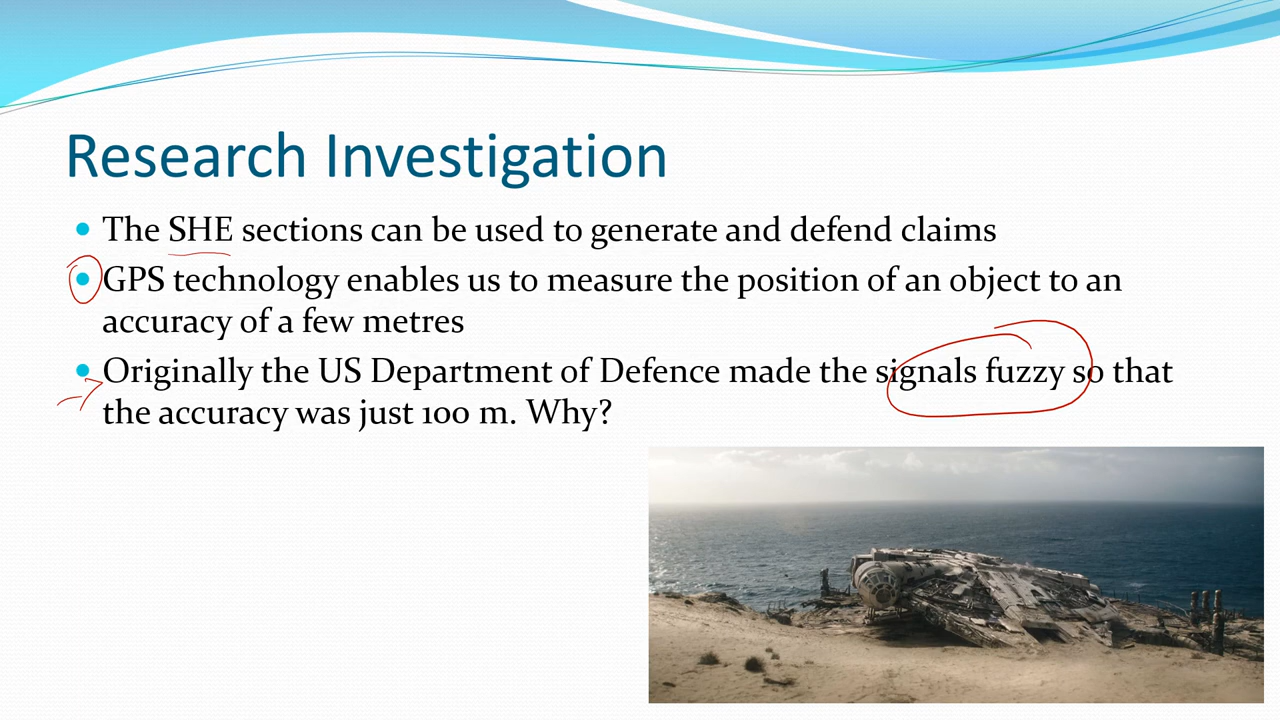 Research Investigation
The SHE sections can be used to generate and defend claims
GPS technology enables us to measure the position of an object to an
accuracy of a few metres
Originally the US Department of Defence made the signals fuzzy so that
the accuracy was just 100 m. Why?